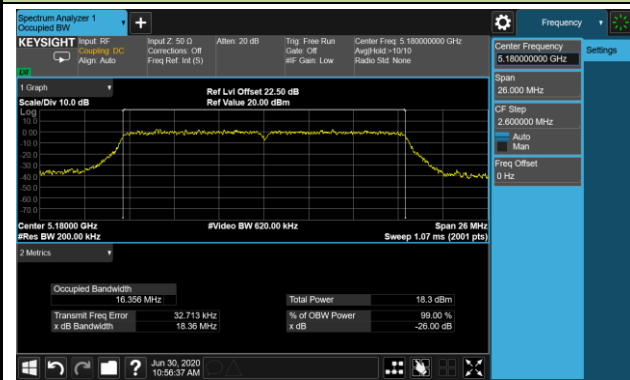 Spectrum Analyzer 1
Occupied BW
Frequency
KEYSIGHT Input: RF
Coupling: DC
Align: Auto
Input Z: 50 Ω
Corrections: Off
Freq Ref: Int (S)
Atten: 20 dB
Trig: Free Run
Gate: Off
#IF Gain: Low
Center Freq: 5.180000000 GHz
Avg|Hold:>10/10
Radio Std: None
Center Frequency
5.180000000 GHz
Settings
Span
26.000 MHz
CF Step
2.600000 MHz
Auto
Man
Freq Offset
0 Hz
1 Graph
Scale/Div 10.0 dB
Ref Lvl Offset 22.50 dB
Ref Value 20.00 dBm
Log
10.0
0.00
-10.0
-20.0
-30.0
-40.0
-50.0
-60.0
-70.0
Center 5.18000 GHz
#Res BW 200.00 kHz
#Video BW 620.00 kHz
Span 26 MHz
Sweep 1.07 ms (2001 pts)
2 Metrics
Occupied Bandwidth
16.356 MHz
Total Power 18.3 dBm
Transmit Freq Error 32.713 kHz
% of OBW Power 99.00 %
x dB Bandwidth 18.36 MHz
x dB -26.00 dB
?
Jun 30, 2020
10:56:37 AM